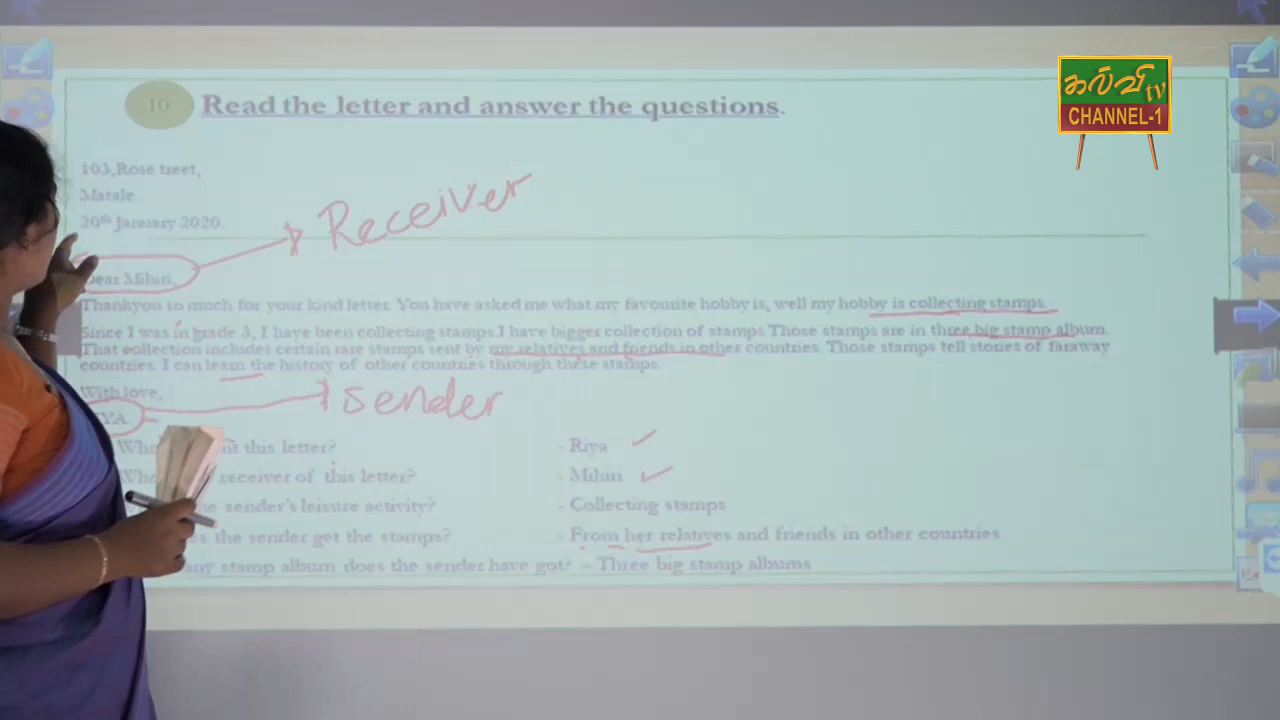 10 Read the letter and answer the questions.
கல்வி tv
CHANNEL-1
103,Rose treet,
Matale.
20th January 2020.
Receiver
Dear Mihiri,
Thankyou so much for your kind letter. You have asked me what my favourite hobby is, well my hobby is collecting stamps.
Since I was in grade 3, I have been collecting stamps.I have bigger collection of stamps.Those stamps are in three big stamp album.
That collection includes certain rare stamps sent by my relatives and friends in other countries. Those stamps tell stories of faraway
countries. I can learn the history of other countries through these stamps.
With love,
YA
sender
this letter? - Riya
receiver of this letter? - Mihiri
sender's leisure activity? - Collecting stamps
the sender get the stamps? - From her relatives and friends in other countries
any stamp album does the sender have got? – Three big stamp albums